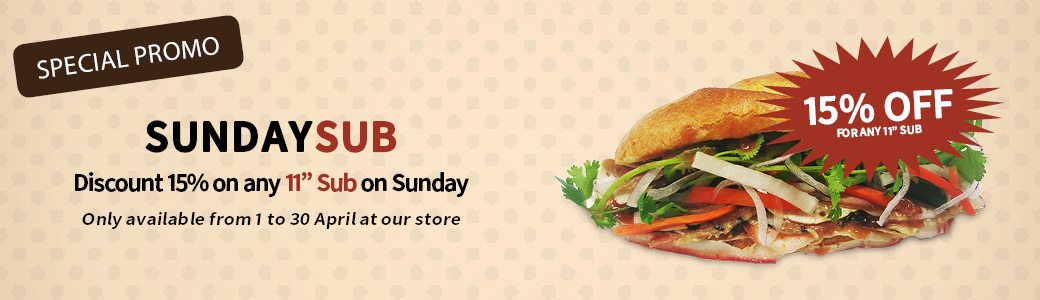 SPECIAL PROMO
SUNDAYSUB
Discount 15% on any 11” Sub on Sunday
Only available from 1 to 30 April at our store
15% OFF
FOR ANY 11” SUB